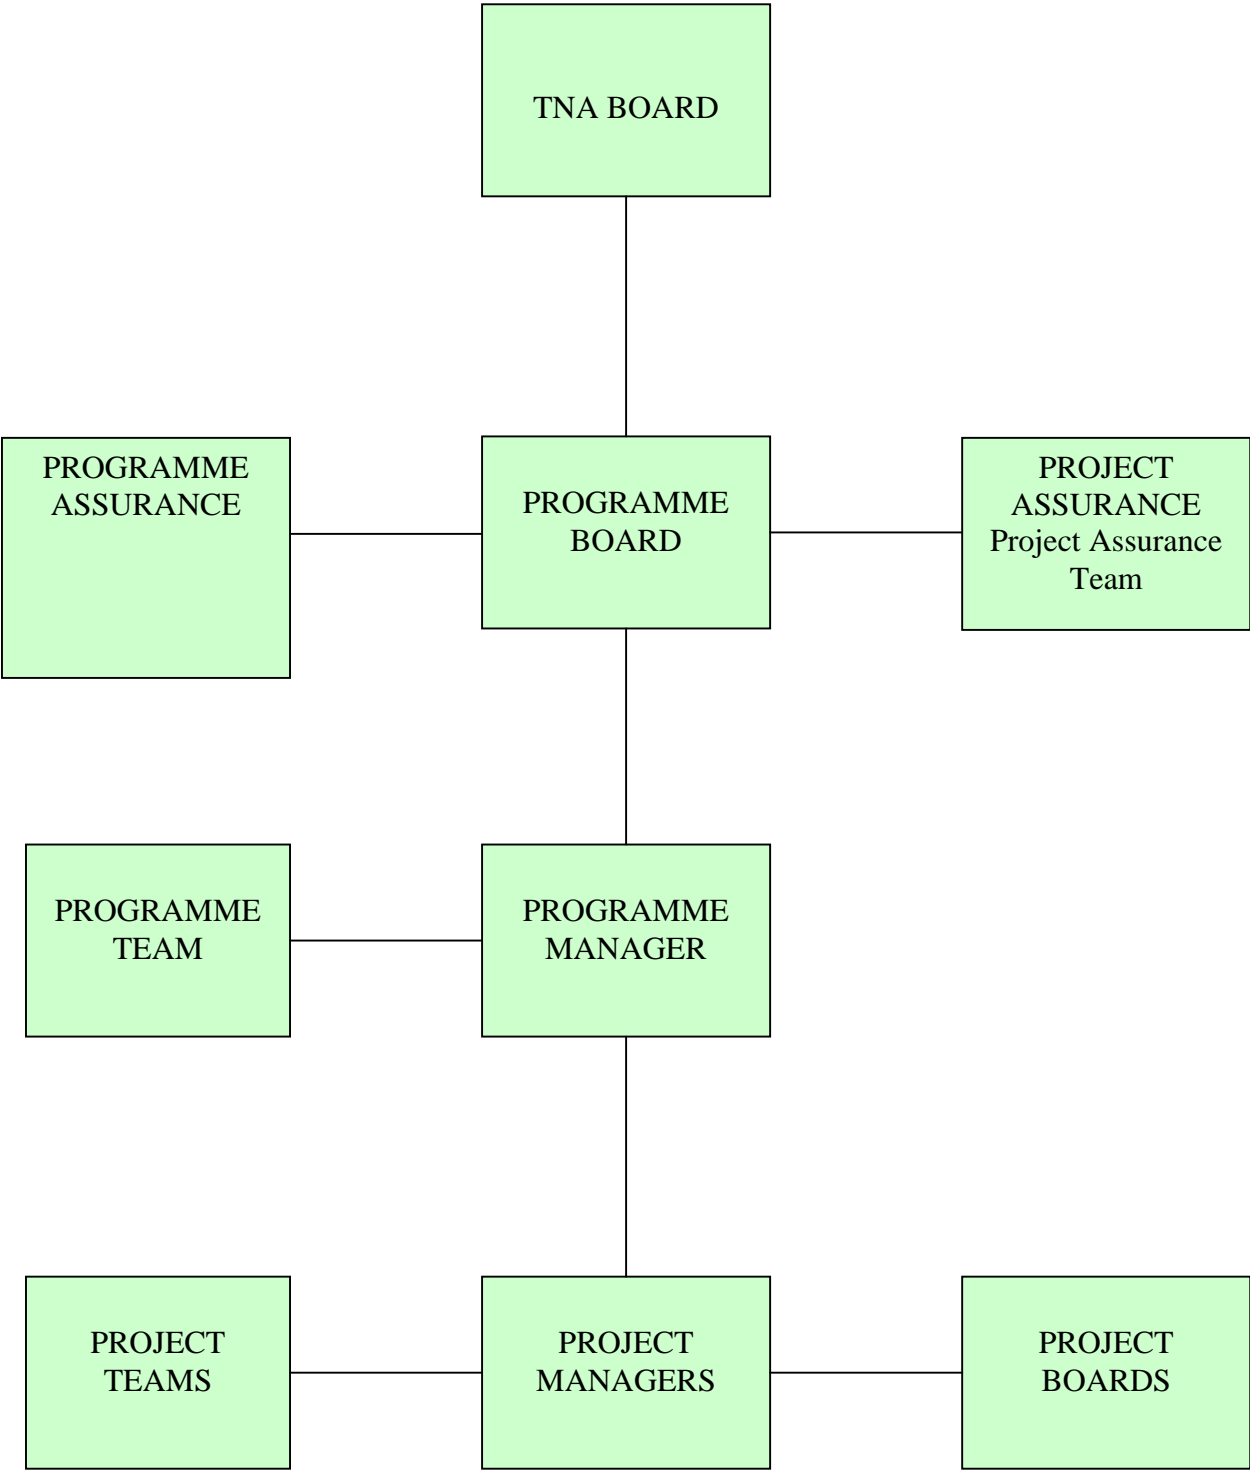 TNA BOARD
PROGRAMME
ASSURANCE
PROGRAMME
BOARD
PROJECT
ASSURANCE
Project Assurance
Team
PROGRAMME
TEAM
PROGRAMME
MANAGER
PROJECT
TEAMS
PROJECT
MANAGERS
PROJECT
BOARDS